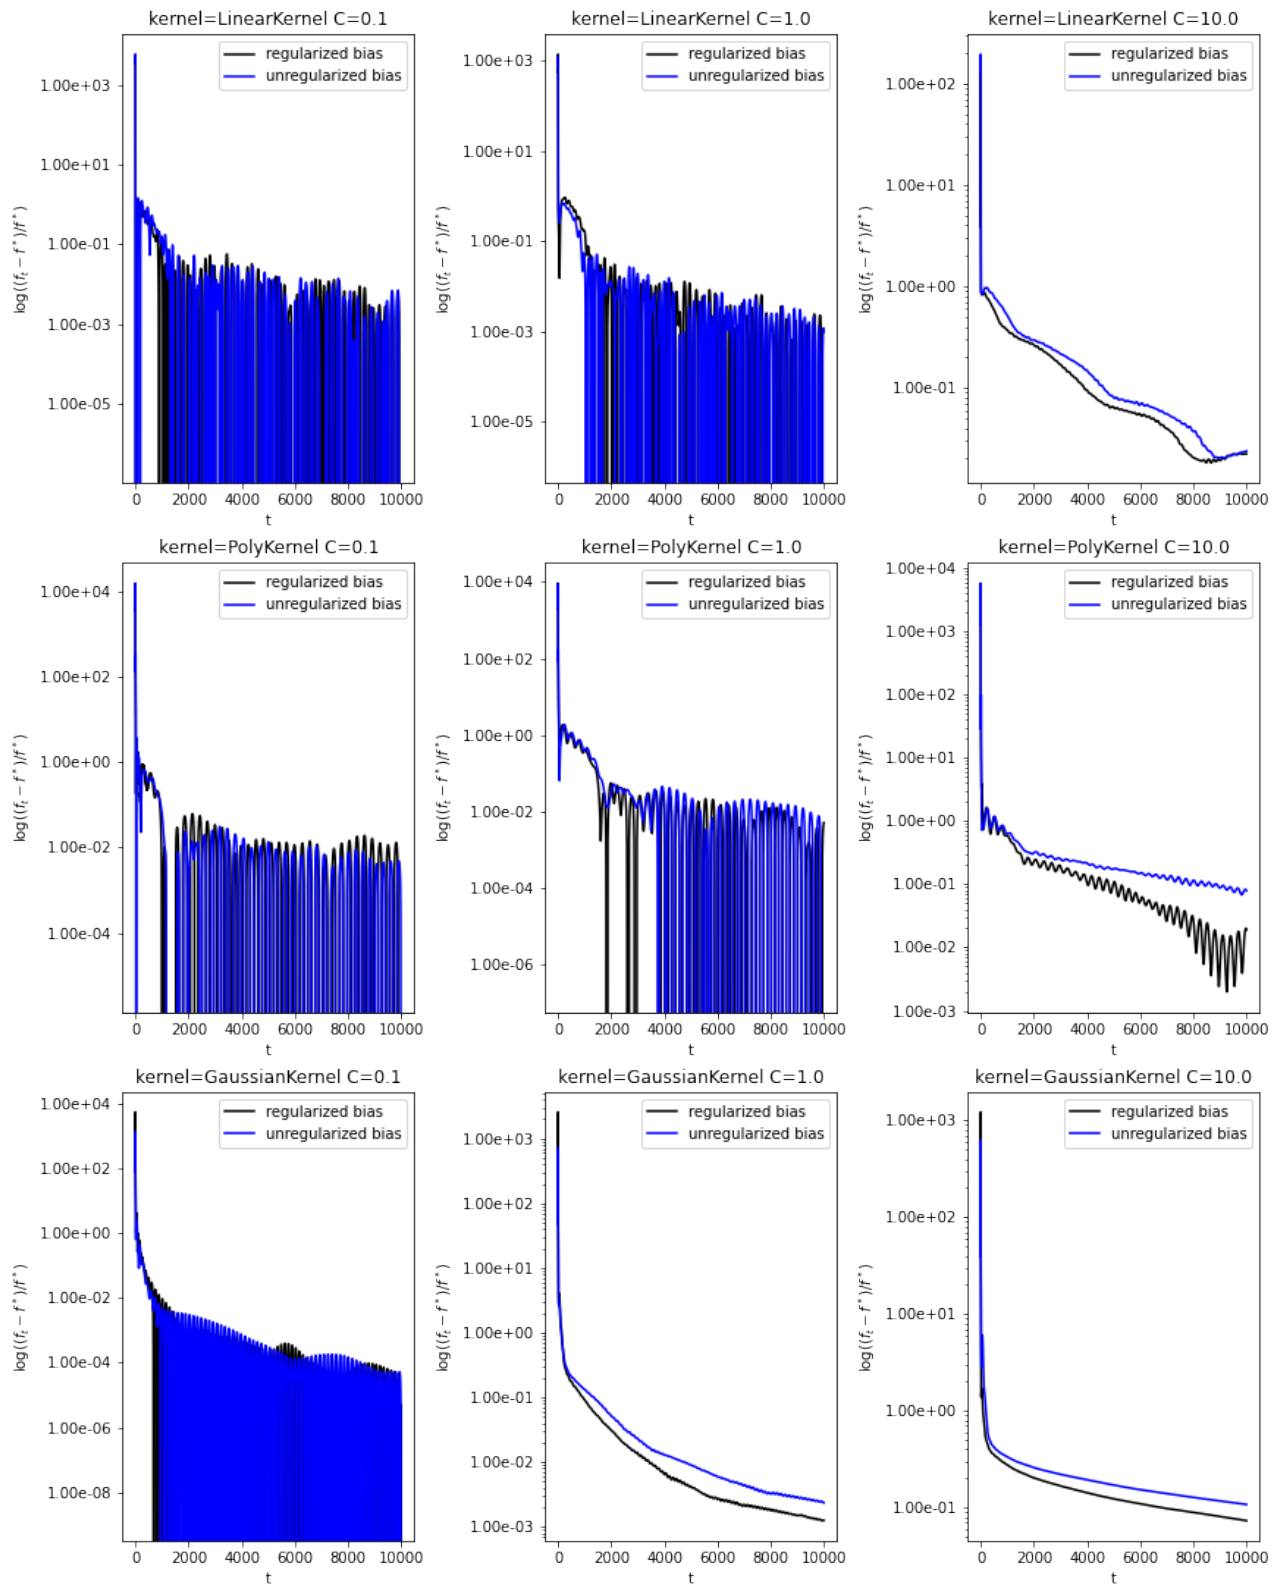 kernel=LinearKernel C=0.1
regularized bias
unregularized bias
1.00e+03
1.00e+01
1.00e-01
1.00e-03
1.00e-05
log((f_t − f*)/f*)
0 2000 4000 6000 8000 10000
t
kernel=LinearKernel C=1.0
regularized bias
unregularized bias
1.00e+03
1.00e+01
1.00e-01
1.00e-03
1.00e-05
log((f_t − f*)/f*)
0 2000 4000 6000 8000 10000
t
kernel=LinearKernel C=10.0
regularized bias
unregularized bias
1.00e+02
1.00e+01
1.00e+00
1.00e-01
log((f_t − f*)/f*)
0 2000 4000 6000 8000 10000
t
kernel=PolyKernel C=0.1
regularized bias
unregularized bias
1.00e+04
1.00e+02
1.00e+00
1.00e-02
1.00e-04
log((f_t − f*)/f*)
0 2000 4000 6000 8000 10000
t
kernel=PolyKernel C=1.0
regularized bias
unregularized bias
1.00e+04
1.00e+02
1.00e+00
1.00e-02
1.00e-04
1.00e-06
log((f_t − f*)/f*)
0 2000 4000 6000 8000 10000
t
kernel=PolyKernel C=10.0
regularized bias
unregularized bias
1.00e+04
1.00e+03
1.00e+02
1.00e+01
1.00e+00
1.00e-01
1.00e-02
1.00e-03
log((f_t − f*)/f*)
0 2000 4000 6000 8000 10000
t
kernel=GaussianKernel C=0.1
regularized bias
unregularized bias
1.00e+04
1.00e+02
1.00e+00
1.00e-02
1.00e-04
1.00e-06
1.00e-08
log((f_t − f*)/f*)
0 2000 4000 6000 8000 10000
t
kernel=GaussianKernel C=1.0
regularized bias
unregularized bias
1.00e+03
1.00e+02
1.00e+01
1.00e+00
1.00e-01
1.00e-02
1.00e-03
log((f_t − f*)/f*)
0 2000 4000 6000 8000 10000
t
kernel=GaussianKernel C=10.0
regularized bias
unregularized bias
1.00e+03
1.00e+02
1.00e+01
1.00e+00
1.00e-01
log((f_t − f*)/f*)
0 2000 4000 6000 8000 10000
t